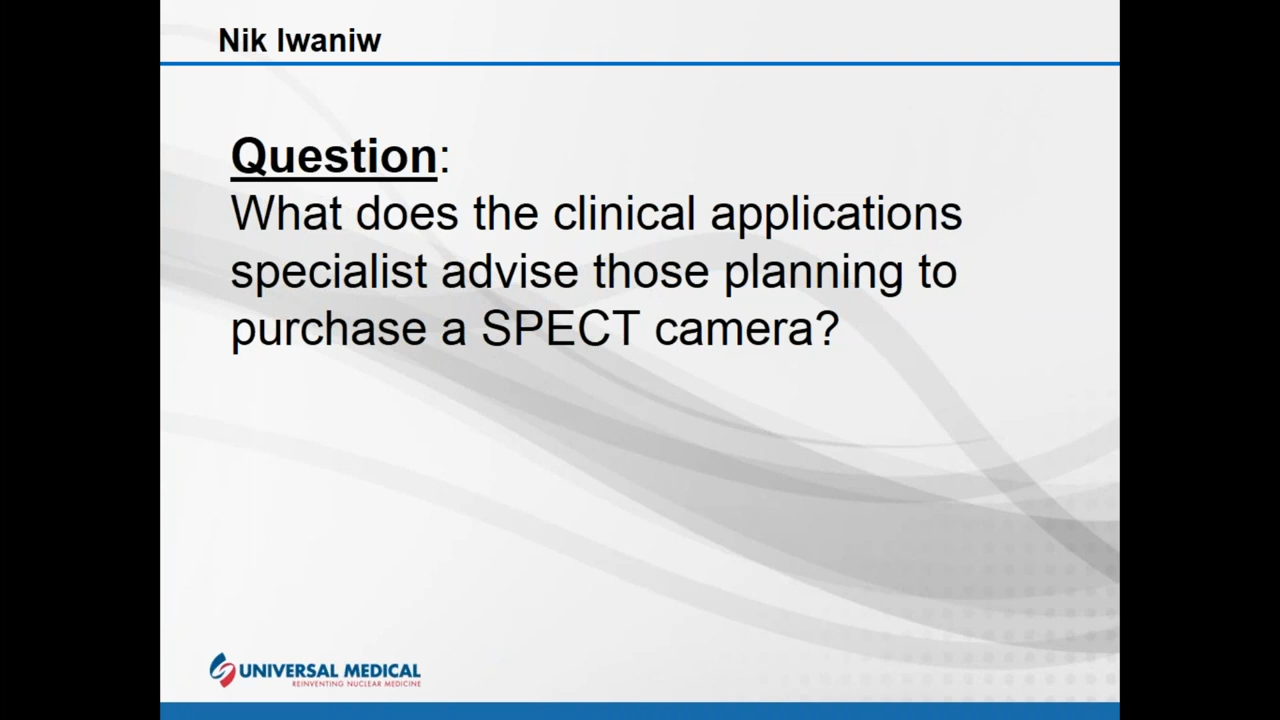 Nik Iwaniw
Question:
What does the clinical applications
specialist advise those planning to
purchase a SPECT camera?
UNIVERSAL MEDICAL
REINVENTING NUCLEAR MEDICINE